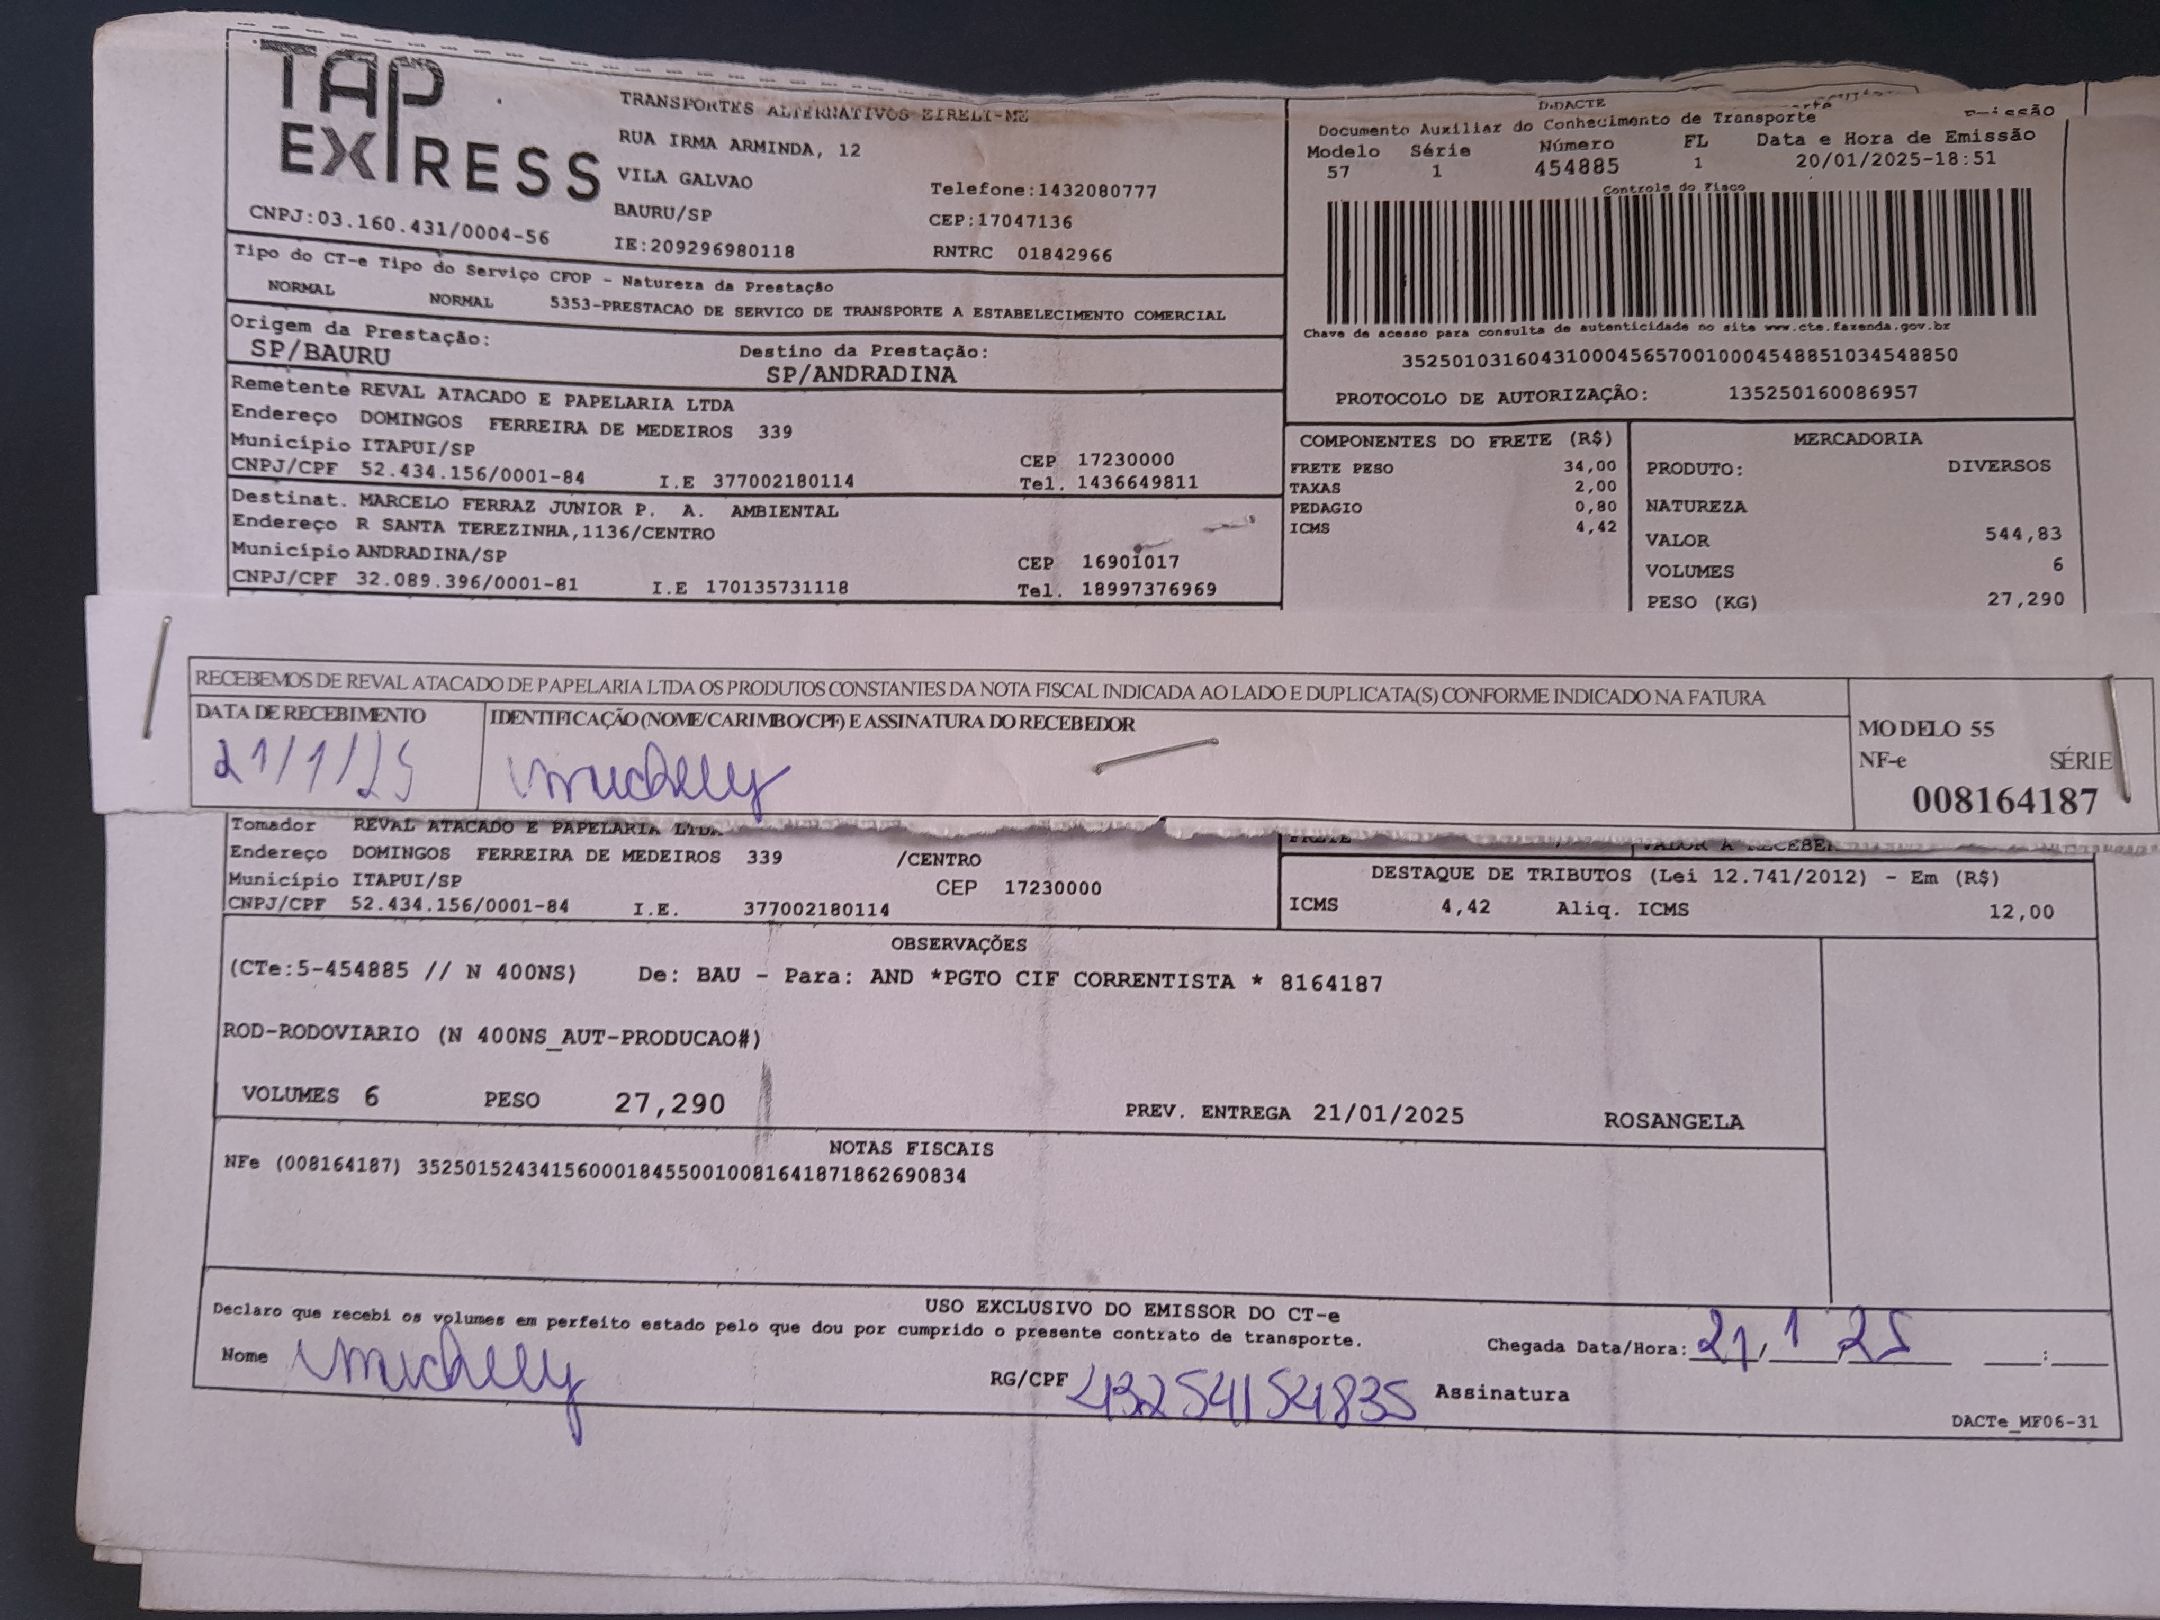 TAP EXPRESS
TRANSPORTES ALTERNATIVOS EIRELI-ME
RUA IRMA ARMINDA, 12
VILA GALVAO
Telefone:1432080777
BAURU/SP
CEP:17047136
CNPJ:03.160.431/0004-56
IE:209296980118
RNTRC 01842966
Tipo do CT-e Tipo do Serviço CFOP - Natureza da Prestação
NORMAL NORMAL 5353-PRESTACAO DE SERVICO DE TRANSPORTE A ESTABELECIMENTO COMERCIAL
Origem da Prestação:
SP/BAURU
Destino da Prestação:
SP/ANDRADINA
Remetente REVAL ATACADO E PAPELARIA LTDA
Endereço DOMINGOS FERREIRA DE MEDEIROS 339
Município ITAPUI/SP
CEP 17230000
CNPJ/CPF 52.434.156/0001-84 I.E 377002180114 Tel. 1436649811
Destinat. MARCELO FERRAZ JUNIOR P. A. AMBIENTAL
Endereço R SANTA TEREZINHA,1136/CENTRO
Município ANDRADINA/SP
CEP 16901017
CNPJ/CPF 32.089.396/0001-81 I.E 170135731118 Tel. 18997376969
DACTE
Emissão
Documento Auxiliar do Conhecimento de Transporte
Modelo Série Número FL Data e Hora de Emissão
57 1 454885 1 20/01/2025-18:51
Controle do Fisco
Chave de acesso para consulta de autenticidade no site www.cte.fazenda.gov.br
35250103160431000456570010004548851034548850
PROTOCOLO DE AUTORIZAÇÃO: 135250160086957
COMPONENTES DO FRETE (R$)
FRETE PESO 34,00
TAXAS 2,00
PEDAGIO 0,80
ICMS 4,42
MERCADORIA
PRODUTO: DIVERSOS
NATUREZA
VALOR 544,83
VOLUMES 6
PESO (KG) 27,290
RECEBEMOS DE REVAL ATACADO DE PAPELARIA LTDA OS PRODUTOS CONSTANTES DA NOTA FISCAL INDICADA AO LADO E DUPLICATA(S) CONFORME INDICADO NA FATURA
DATA DE RECEBIMENTO
21/1/25
IDENTIFICAÇÃO (NOME/CARIMBO/CPF) E ASSINATURA DO RECEBEDOR
Michelly
MODELO 55
NF-e SÉRIE
008164187
Tomador REVAL ATACADO E PAPELARIA LTDA
Endereço DOMINGOS FERREIRA DE MEDEIROS 339 /CENTRO
Município ITAPUI/SP CEP 17230000
CNPJ/CPF 52.434.156/0001-84 I.E. 377002180114
FRETE
VALOR A RECEBER
DESTAQUE DE TRIBUTOS (Lei 12.741/2012) - Em (R$)
ICMS 4,42 Aliq. ICMS 12,00
OBSERVAÇÕES
(CTe:5-454885 // N 400NS) De: BAU - Para: AND *PGTO CIF CORRENTISTA * 8164187
ROD-RODOVIARIO (N 400NS_AUT-PRODUCAO#)
VOLUMES 6 PESO 27,290 PREV. ENTREGA 21/01/2025 ROSANGELA
NOTAS FISCAIS
NFe (008164187) 35250152434156000184550010081641871862690834
USO EXCLUSIVO DO EMISSOR DO CT-e
Declaro que recebi os volumes em perfeito estado pelo que dou por cumprido o presente contrato de transporte.
Chegada Data/Hora: 21/1/25 __:__
Nome Michelly
RG/CPF 43254154835 Assinatura
DACTe_MF06-31